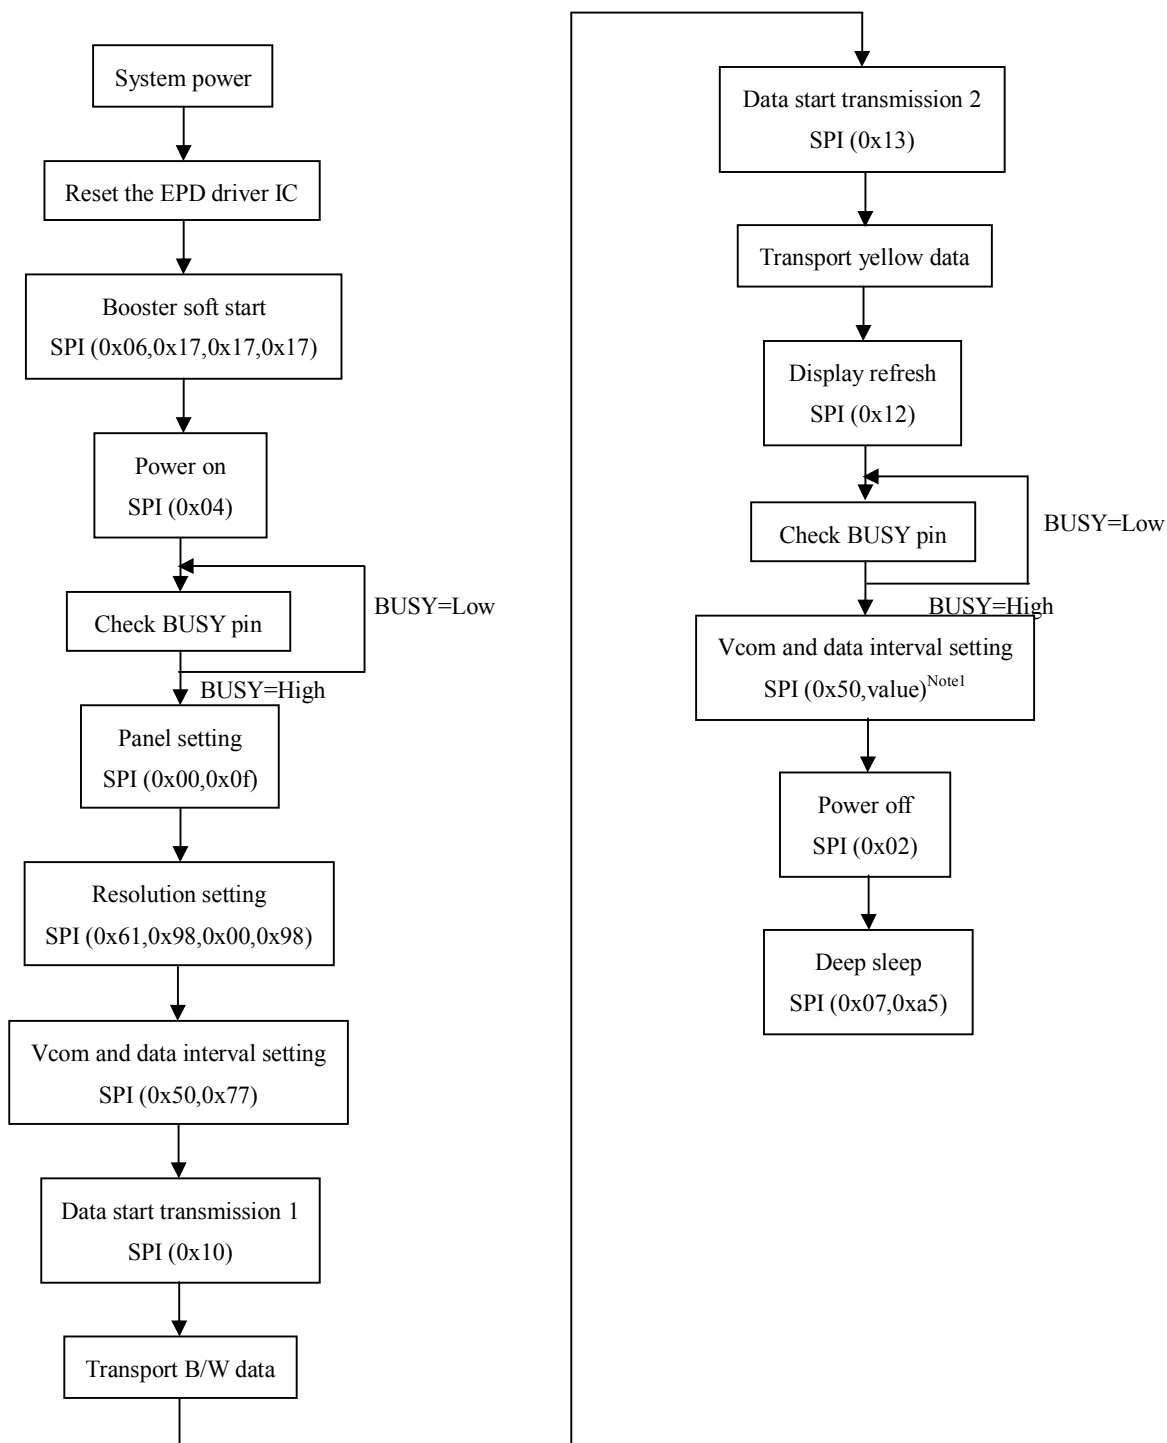 System power
Reset the EPD driver IC
Booster soft start
SPI (0x06,0x17,0x17,0x17)
Power on
SPI (0x04)
BUSY=Low
Check BUSY pin
BUSY=High
Panel setting
SPI (0x00,0x0f)
Resolution setting
SPI (0x61,0x98,0x00,0x98)
Vcom and data interval setting
SPI (0x50,0x77)
Data start transmission 1
SPI (0x10)
Transport B/W data
Data start transmission 2
SPI (0x13)
Transport yellow data
Display refresh
SPI (0x12)
BUSY=Low
Check BUSY pin
BUSY=High
Vcom and data interval setting
SPI (0x50,value)Note1
Power off
SPI (0x02)
Deep sleep
SPI (0x07,0xa5)